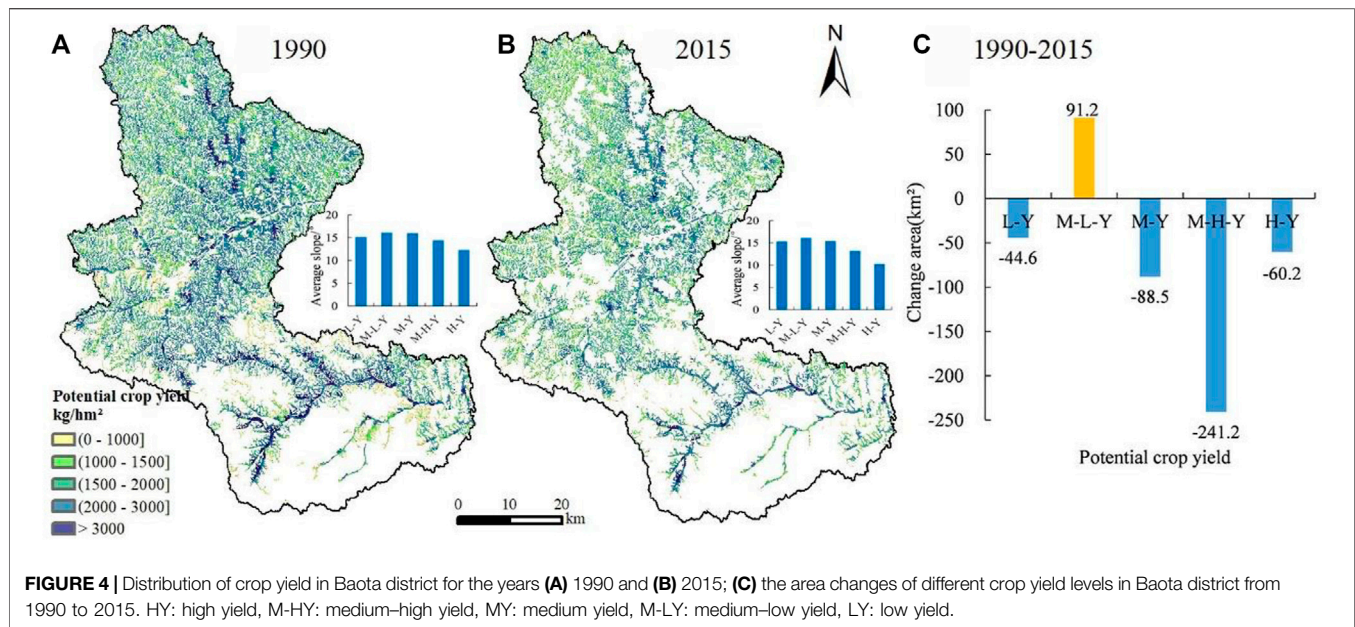 A
1990
B
2015
N
C
1990-2015
Average slope/°
20
15
10
5
0
L-Y
M-L-Y
M-Y
M-H-Y
H-Y
Average slope/°
20
15
10
5
0
L-Y
M-L-Y
M-Y
M-H-Y
H-Y
Potential crop yield
kg/hm²
(0 - 1000]
(1000 - 1500]
(1500 - 2000]
(2000 - 3000]
> 3000
0 10 20
km
Change area(km²)
100
50
0
-50
-100
-150
-200
-250
91.2
L-Y M-L-Y M-Y M-H-Y H-Y
-44.6
-88.5
-241.2
-60.2
Potential crop yield
FIGURE 4 | Distribution of crop yield in Baota district for the years (A) 1990 and (B) 2015; (C) the area changes of different crop yield levels in Baota district from
1990 to 2015. HY: high yield, M-HY: medium–high yield, MY: medium yield, M-LY: medium–low yield, LY: low yield.